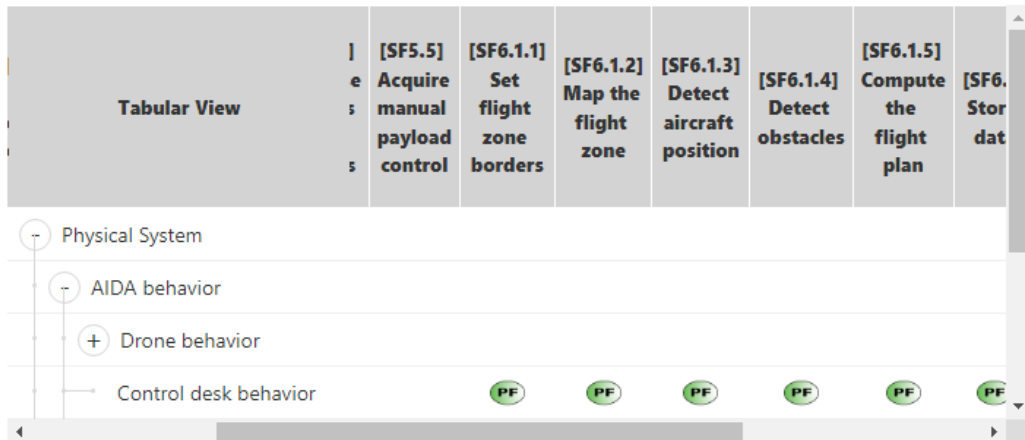 Tabular View
[SF5.5]
Acquire
manual
payload
control
[SF6.1.1]
Set
flight
zone
borders
[SF6.1.2]
Map the
flight
zone
[SF6.1.3]
Detect
aircraft
position
[SF6.1.4]
Detect
obstacles
[SF6.1.5]
Compute
the
flight
plan
[SF6.
Physical System
AIDA behavior
Drone behavior
Control desk behavior PF PF PF PF PF PF